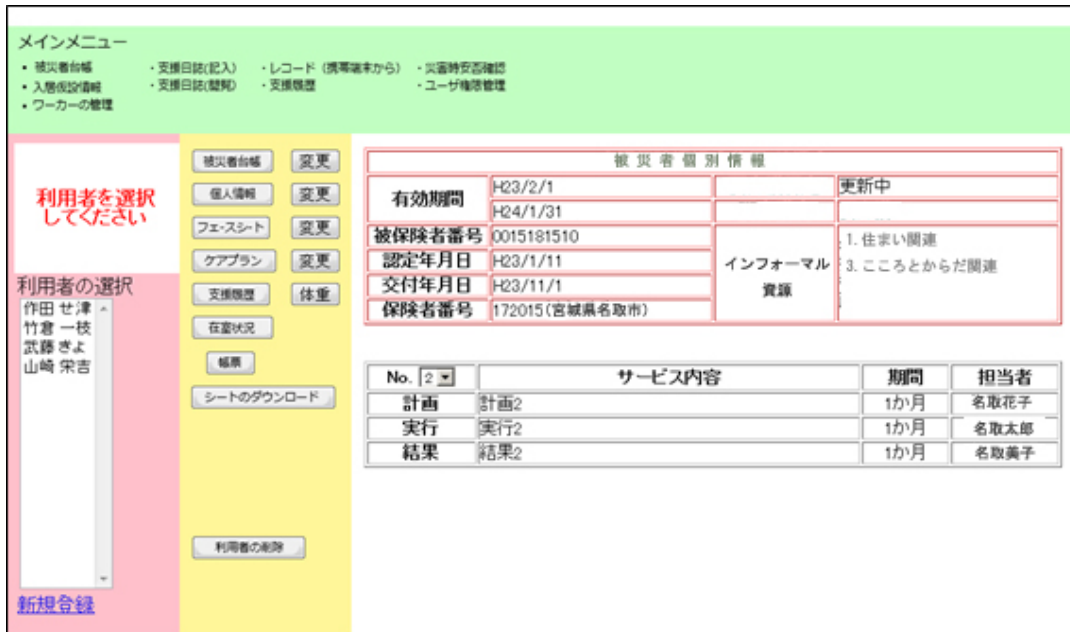 メインメニュー
• 被災者台帳 ・支援日誌(記入) ・レコード（携帯端末から） ・災害時安否確認
• 入居仮設情報 ・支援日誌(閲覧) ・支援履歴 ・ユーザ権限管理
• ワーカーの管理
利用者を選択
してください
利用者の選択
作田 せ津
竹倉 一枝
武藤 きよ
山崎 栄吉
新規登録
被災者台帳 変更
個人情報 変更
フェースシート 変更
ケアプラン 変更
支援履歴 体重
在室状況
帳票
シートのダウンロード
利用者の削除
被災者個別情報
有効期間 H23/2/1 更新中
H24/1/31
被保険者番号 0015181510
認定年月日 H23/1/11
交付年月日 H23/11/1
保険者番号 172015(宮城県名取市)
インフォーマル
資源
1. 住まい関連
3. こころとからだ関連
No. 2 サービス内容 期間 担当者
計画 計画2 1か月 名取花子
実行 実行2 1か月 名取太郎
結果 結果2 1か月 名取美子